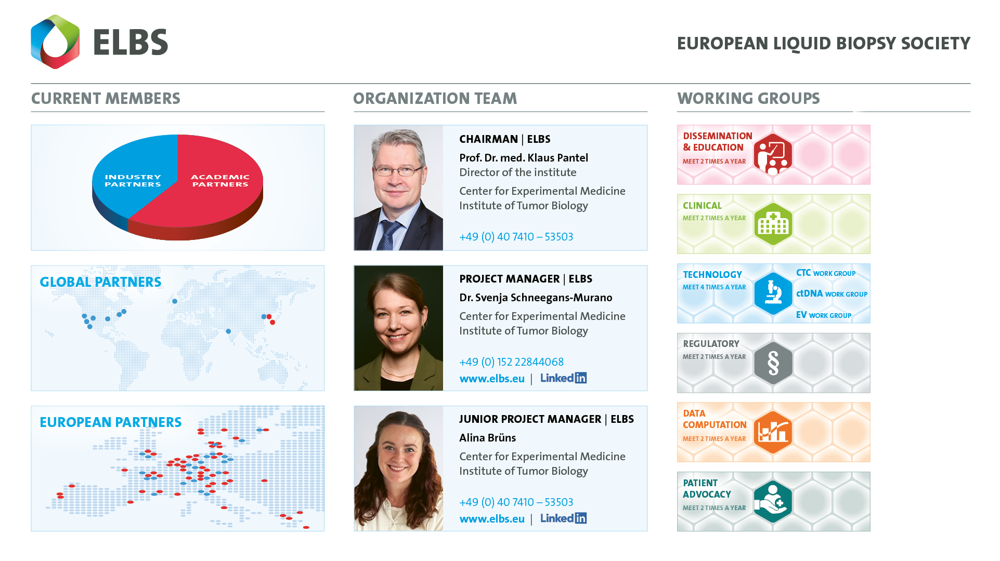 ELBS
EUROPEAN LIQUID BIOPSY SOCIETY
CURRENT MEMBERS
INDUSTRY
PARTNERS
ACADEMIC
PARTNERS
GLOBAL PARTNERS
EUROPEAN PARTNERS
ORGANIZATION TEAM
CHAIRMAN | ELBS
Prof. Dr. med. Klaus Pantel
Director of the institute
Center for Experimental Medicine
Institute of Tumor Biology
+49 (0) 40 7410 – 53503
PROJECT MANAGER | ELBS
Dr. Svenja Schneegans-Murano
Center for Experimental Medicine
Institute of Tumor Biology
+49 (0) 152 22844068
www.elbs.eu | Linkedin
JUNIOR PROJECT MANAGER | ELBS
Alina Brüns
Center for Experimental Medicine
Institute of Tumor Biology
+49 (0) 40 7410 – 53503
www.elbs.eu | Linkedin
WORKING GROUPS
DISSEMINATION
& EDUCATION
MEET 2 TIMES A YEAR
CLINICAL
MEET 2 TIMES A YEAR
TECHNOLOGY
MEET 4 TIMES A YEAR
CTC WORK GROUP
ctDNA WORK GROUP
EV WORK GROUP
REGULATORY
MEET 2 TIMES A YEAR
§
DATA
COMPUTATION
MEET 2 TIMES A YEAR
PATIENT
ADVOCACY
MEET 2 TIMES A YEAR